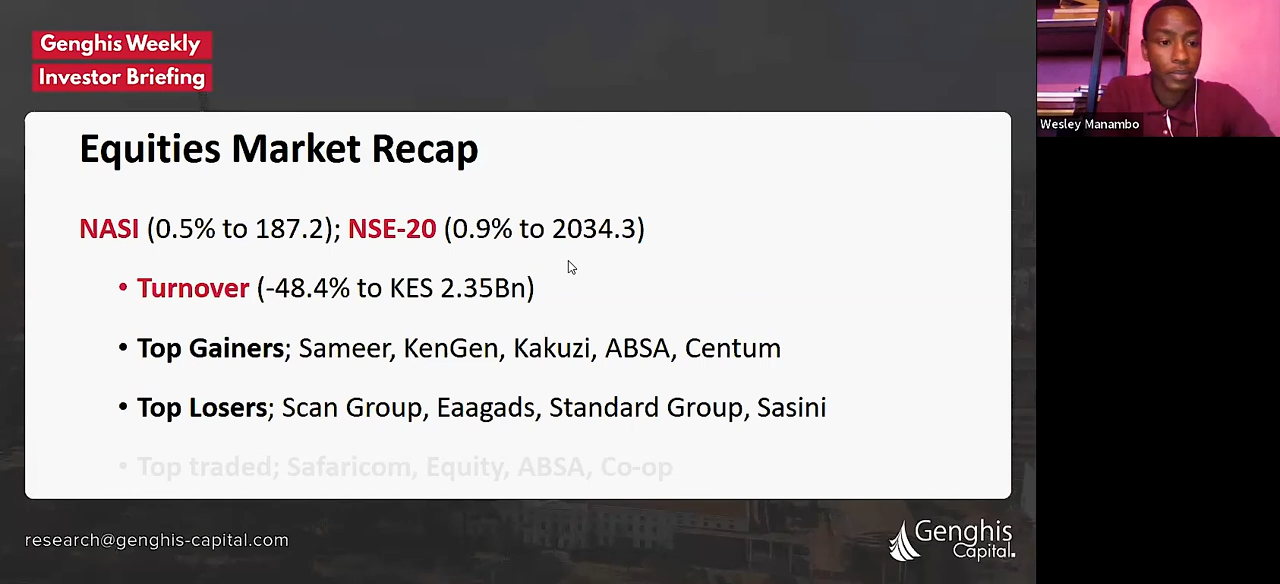 Genghis Weekly
Investor Briefing
Wesley Manambo
Equities Market Recap
NASI (0.5% to 187.2); NSE-20 (0.9% to 2034.3)
• Turnover (-48.4% to KES 2.35Bn)
• Top Gainers; Sameer, KenGen, Kakuzi, ABSA, Centum
• Top Losers; Scan Group, Eaagads, Standard Group, Sasini
• Top traded; Safaricom, Equity, ABSA, Co-op
research@genghis-capital.com
Genghis
Capital.